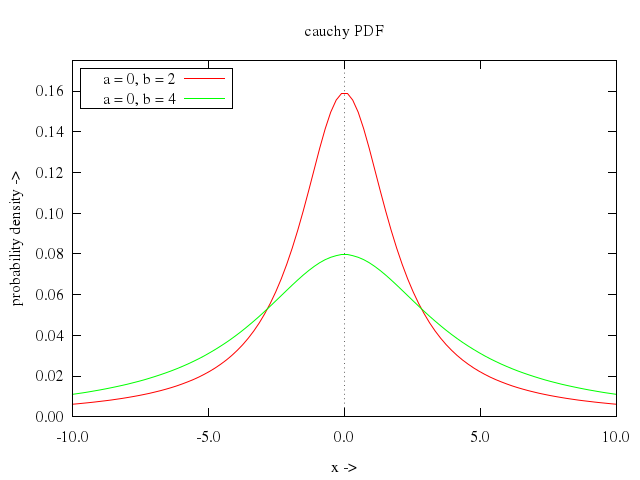 cauchy PDF
a = 0, b = 2
a = 0, b = 4
probability density ->
0.16
0.14
0.12
0.10
0.08
0.06
0.04
0.02
0.00
-10.0 -5.0 0.0 5.0 10.0
x ->